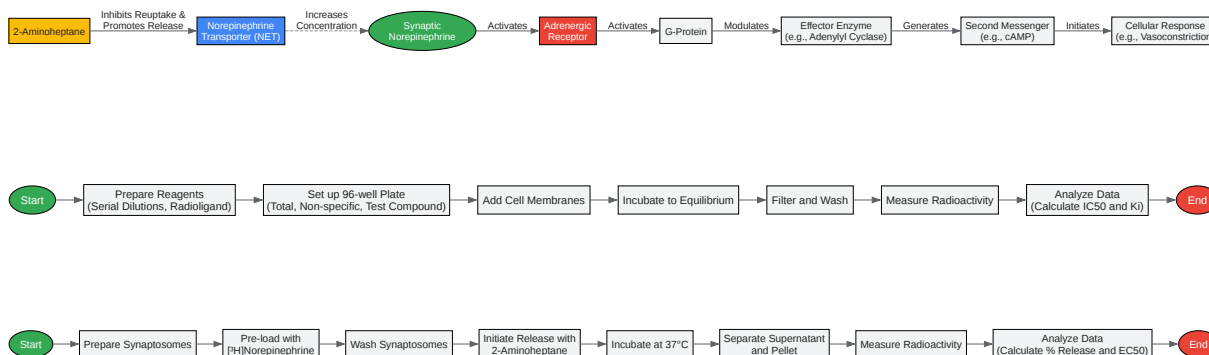 2-Aminoheptane
Inhibits Reuptake &
Promotes Release
Norepinephrine
Transporter (NET)
Increases
Concentration
Synaptic
Norepinephrine
Activates
Adrenergic
Receptor
Activates
G-Protein
Modulates
Effector Enzyme
(e.g., Adenylyl Cyclase)
Generates
Second Messenger
(e.g., cAMP)
Initiates
Cellular Response
(e.g., Vasoconstriction
Start
Prepare Reagents
(Serial Dilutions, Radioligand)
Set up 96-well Plate
(Total, Non-specific, Test Compound)
Add Cell Membranes
Incubate to Equilibrium
Filter and Wash
Measure Radioactivity
Analyze Data
(Calculate IC50 and Ki)
End
Start
Prepare Synaptosomes
Pre-load with
[³H]Norepinephrine
Wash Synaptosomes
Initiate Release with
2-Aminoheptane
Incubate at 37°C
Separate Supernatant
and Pellet
Measure Radioactivity
Analyze Data
(Calculate % Release and EC50)
End